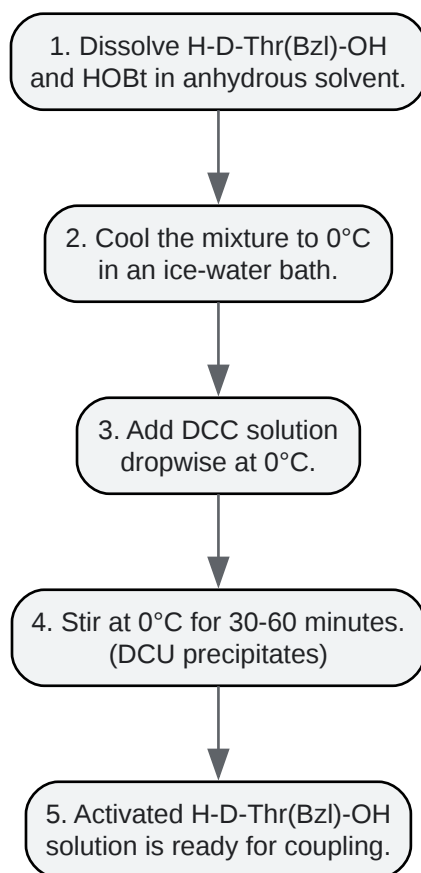 1. Dissolve H-D-Thr(Bzl)-OH
and HOBt in anhydrous solvent.
2. Cool the mixture to 0°C
in an ice-water bath.
3. Add DCC solution
dropwise at 0°C.
4. Stir at 0°C for 30-60 minutes.
(DCU precipitates)
5. Activated H-D-Thr(Bzl)-OH
solution is ready for coupling.